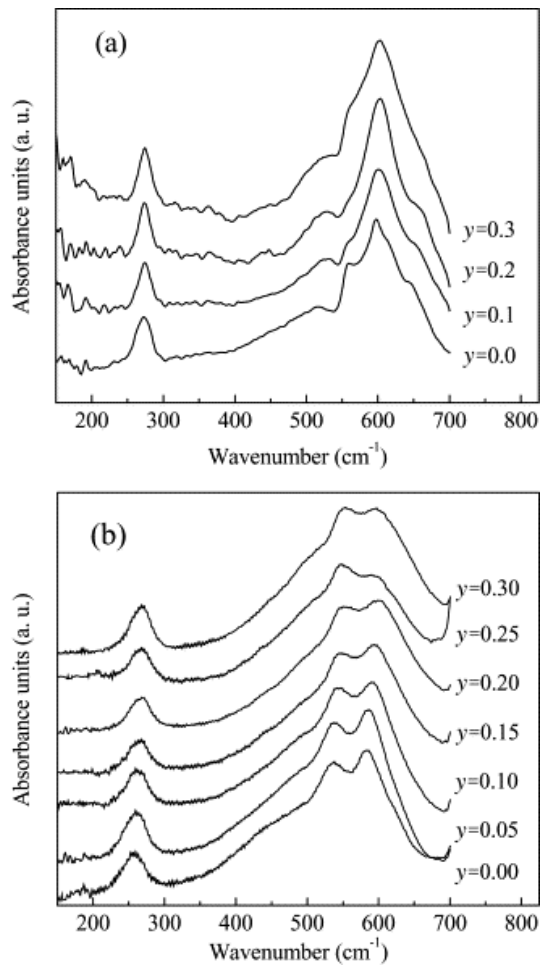 (a)
Absorbance units (a. u.)
y=0.3
y=0.2
y=0.1
y=0.0
200 300 400 500 600 700 800
Wavenumber (cm⁻¹)
(b)
Absorbance units (a. u.)
y=0.30
y=0.25
y=0.20
y=0.15
y=0.10
y=0.05
y=0.00
200 300 400 500 600 700 800
Wavenumber (cm⁻¹)